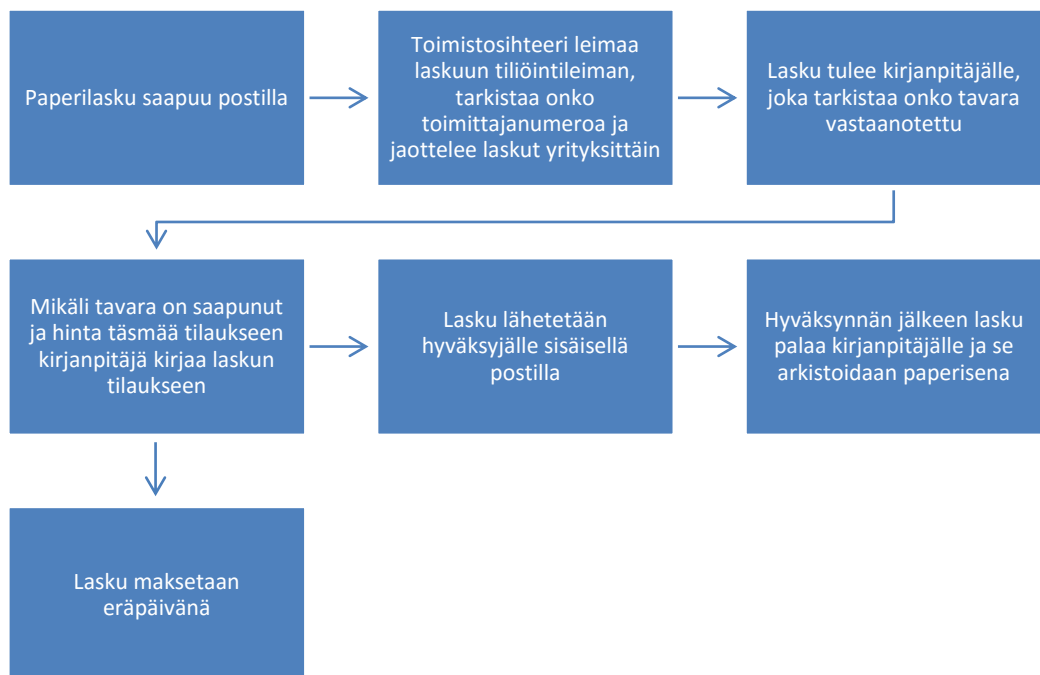 Paperilasku saapuu postilla
Toimistosihteeri leimaa
laskuun tiliöintileiman,
tarkistaa onko
toimittajanumeroa ja
jaottelee laskut yrityksittäin
Lasku tulee kirjanpitäjälle,
joka tarkistaa onko tavara
vastaanotettu
Mikäli tavara on saapunut
ja hinta täsmää tilaukseen
kirjanpitäjä kirjaa laskun
tilaukseen
Lasku lähetetään
hyväksyjälle sisäisellä
postilla
Hyväksynnän jälkeen lasku
palaa kirjanpitäjälle ja se
arkistoidaan paperisena
Lasku maksetaan
eräpäivänä